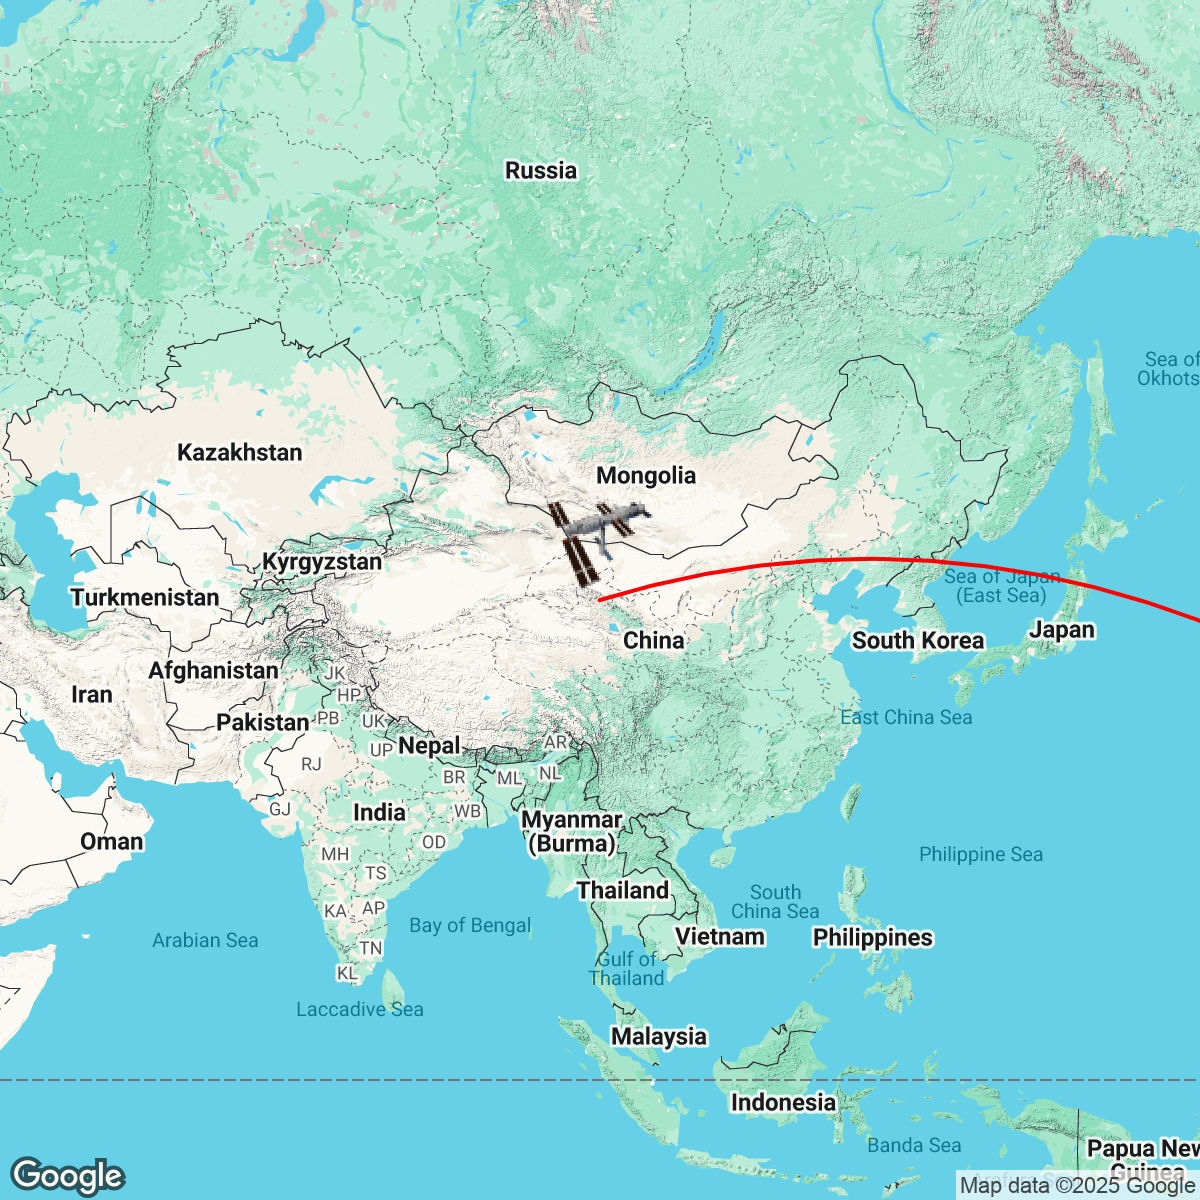 Russia
Sea of
Okhots
Kazakhstan
Mongolia
Kyrgyzstan
Sea of Japan
(East Sea)
Turkmenistan
Japan
China
South Korea
Afghanistan
JK
Iran
HP
Pakistan
PB
UK
East China Sea
Nepal
UP
AR
RJ
BR
ML
NL
GJ
India
WB
Oman
OD
Myanmar
(Burma)
MH
Philippine Sea
TS
Thailand
South
China Sea
KA
AP
Bay of Bengal
Arabian Sea
TN
Vietnam
Philippines
KL
Gulf of
Thailand
Laccadive Sea
Malaysia
Indonesia
Banda Sea
Papua New
Guinea
Google
Map data ©2025 Google